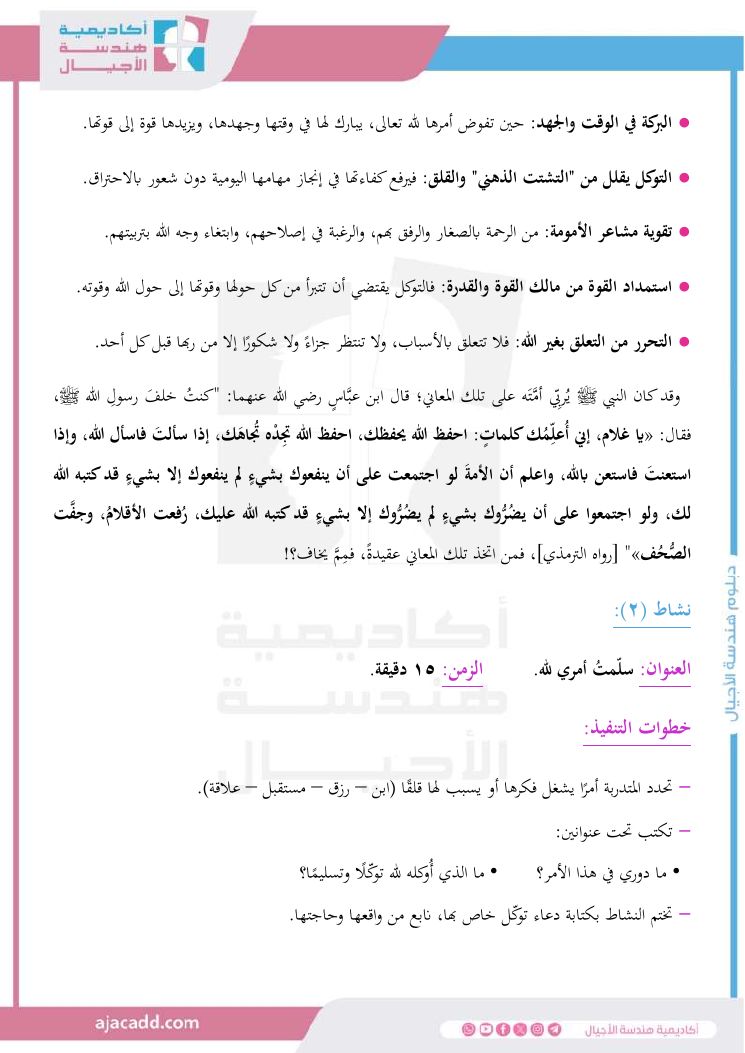 أكاديمية
هندسة
الأجيال
● البركة في الوقت والجهد: حين تفوض أمرها لله تعالى، يبارك لها في وقتها وجهدها، ويزيدها قوة إلى قوتها.
● التوكل يقلل من "التشتت الذهني" والقلق: فيرفع كفاءتها في إنجاز مهامها اليومية دون شعور بالاحتراق.
● تقوية مشاعر الأمومة: من الرحمة بالصغار والرفق بهم، والرغبة في إصلاحهم، وابتغاء وجه الله بتربيتهم.
● استمداد القوة من مالك القوة والقدرة: فالتوكل يقتضي أن تتبرأ من كل حولها وقوتها إلى حول الله وقوته.
● التحرر من التعلق بغير الله: فلا تتعلق بالأسباب، ولا تنتظر جزاءً ولا شكورًا إلا من ربها قبل كل أحد.
وقد كان النبي ﷺ يُربِّي أمَّتَه على تلك المعاني؛ قال ابن عبَّاسٍ رضي الله عنهما: "كنتُ خلفَ رسولِ الله ﷺ،
فقال: «يا غلام، إني أُعلِّمُك كلماتٍ: احفظ الله يحفظك، احفظ الله تجِدْه تُجاهَك، إذا سألتَ فاسأل الله، وإذا
استعنتَ فاستعن بالله، واعلم أن الأمةَ لو اجتمعت على أن ينفعوك بشيءٍ لم ينفعوك إلا بشيءٍ قد كتبه الله
لك، ولو اجتمعوا على أن يضُرُّوك بشيءٍ لم يضُرُّوك إلا بشيءٍ قد كتبه الله عليك، رُفعت الأقلامُ، وجفَّت
الصُّحُف»" [رواه الترمذي]، فمن اتخذ تلك المعاني عقيدةً، فمِمَّ يخاف؟!
نشاط (٢):
العنوان: سلّمتُ أمري لله. الزمن: ١٥ دقيقة.
خطوات التنفيذ:
– تحدد المتدربة أمرًا يشغل فكرها أو يسبب لها قلقًا (ابن – رزق – مستقبل – علاقة).
– تكتب تحت عنوانين:
• ما دوري في هذا الأمر؟ • ما الذي أُوكله لله توكّلًا وتسليمًا؟
– تختم النشاط بكتابة دعاء توكّل خاص بها، نابع من واقعها وحاجتها.
أكاديمية
هندسة
الأجيال
دبلوم هندسة الأجيال
أكاديمية هندسة الأجيال
ajacadd.com